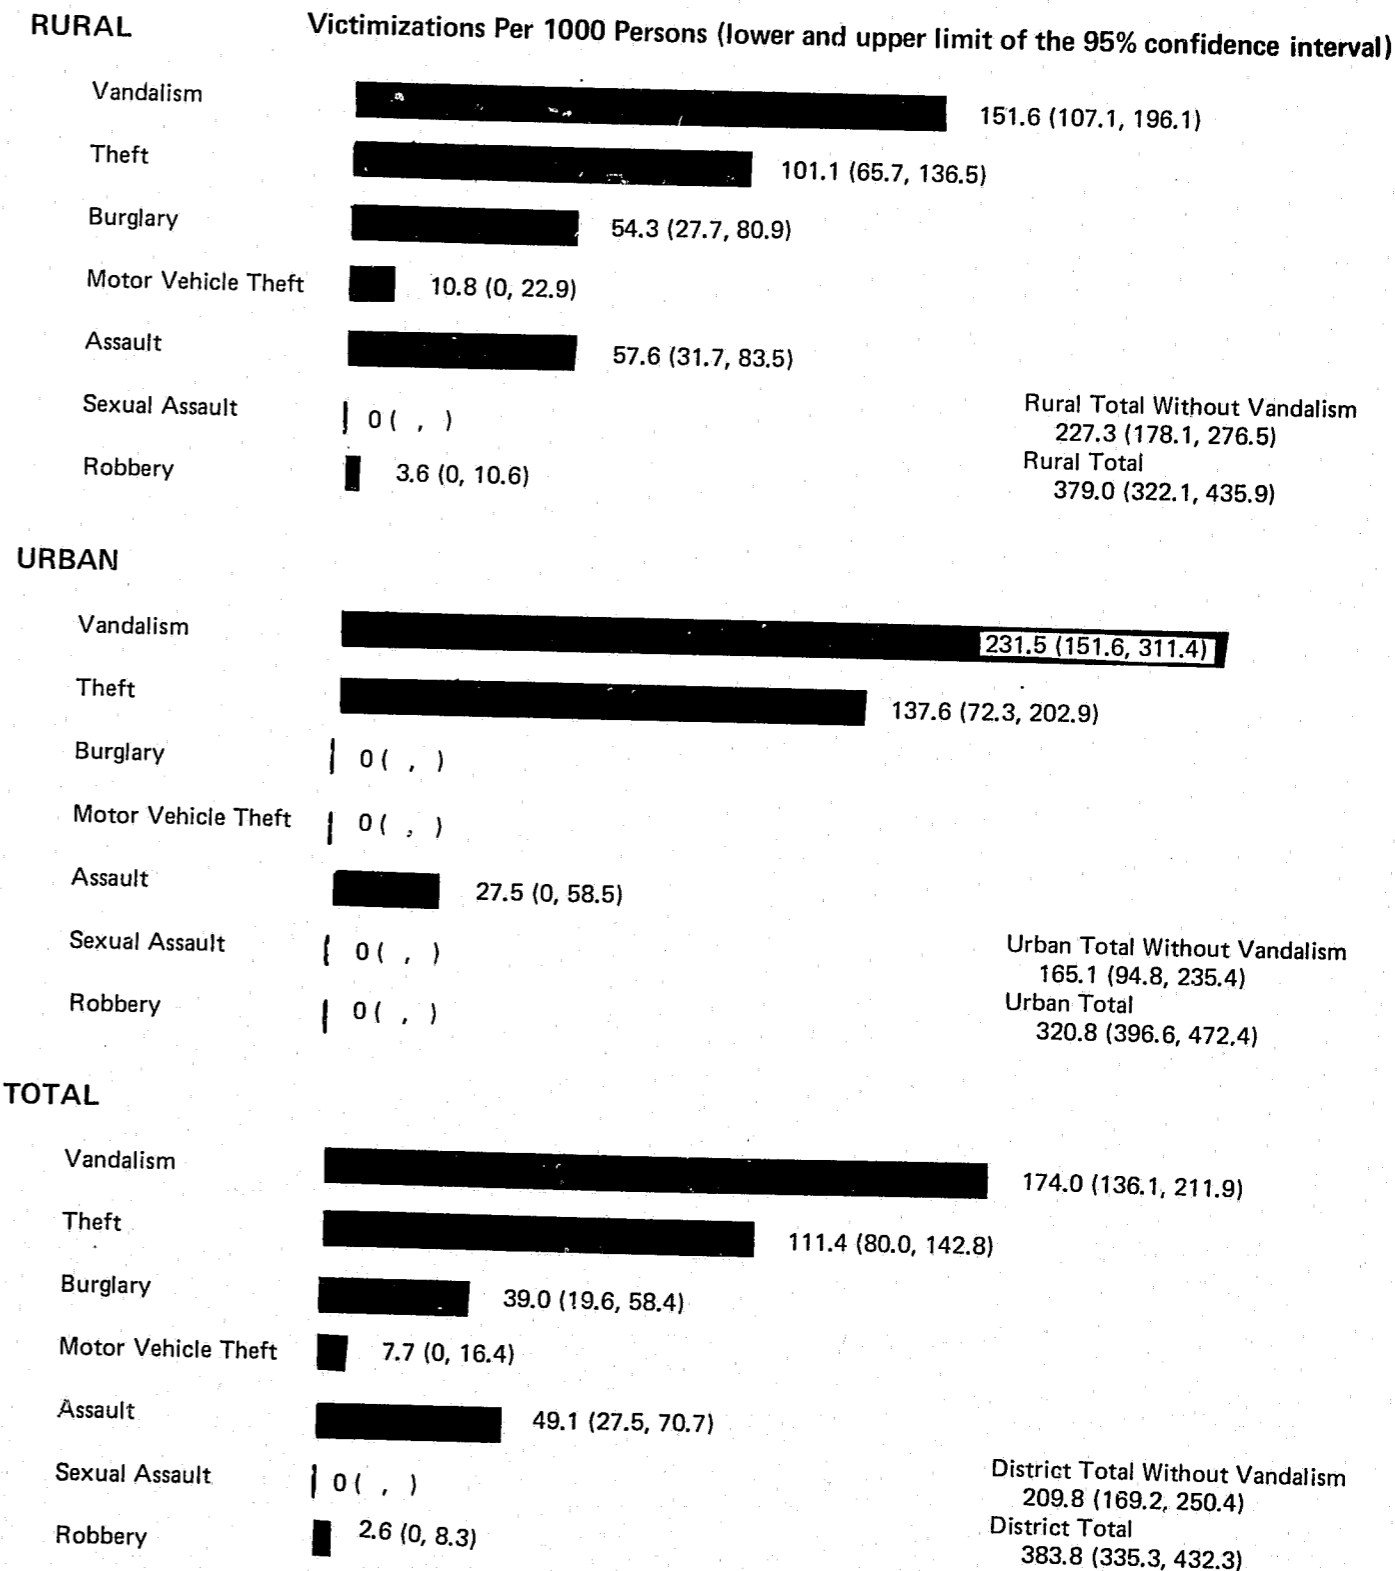 RURAL Victimizations Per 1000 Persons (lower and upper limit of the 95% confidence interval)
Vandalism 151.6 (107.1, 196.1)
Theft 101.1 (65.7, 136.5)
Burglary 54.3 (27.7, 80.9)
Motor Vehicle Theft 10.8 (0, 22.9)
Assault 57.6 (31.7, 83.5)
Sexual Assault 0 ( , )
Robbery 3.6 (0, 10.6)
Rural Total Without Vandalism
227.3 (178.1, 276.5)
Rural Total
379.0 (322.1, 435.9)
URBAN
Vandalism 231.5 (151.6, 311.4)
Theft 137.6 (72.3, 202.9)
Burglary 0 ( , )
Motor Vehicle Theft 0 ( , )
Assault 27.5 (0, 58.5)
Sexual Assault 0 ( , )
Robbery 0 ( , )
Urban Total Without Vandalism
165.1 (94.8, 235.4)
Urban Total
320.8 (396.6, 472.4)
TOTAL
Vandalism 174.0 (136.1, 211.9)
Theft 111.4 (80.0, 142.8)
Burglary 39.0 (19.6, 58.4)
Motor Vehicle Theft 7.7 (0, 16.4)
Assault 49.1 (27.5, 70.7)
Sexual Assault 0 ( , )
Robbery 2.6 (0, 8.3)
District Total Without Vandalism
209.8 (169.2, 250.4)
District Total
383.8 (335.3, 432.3)